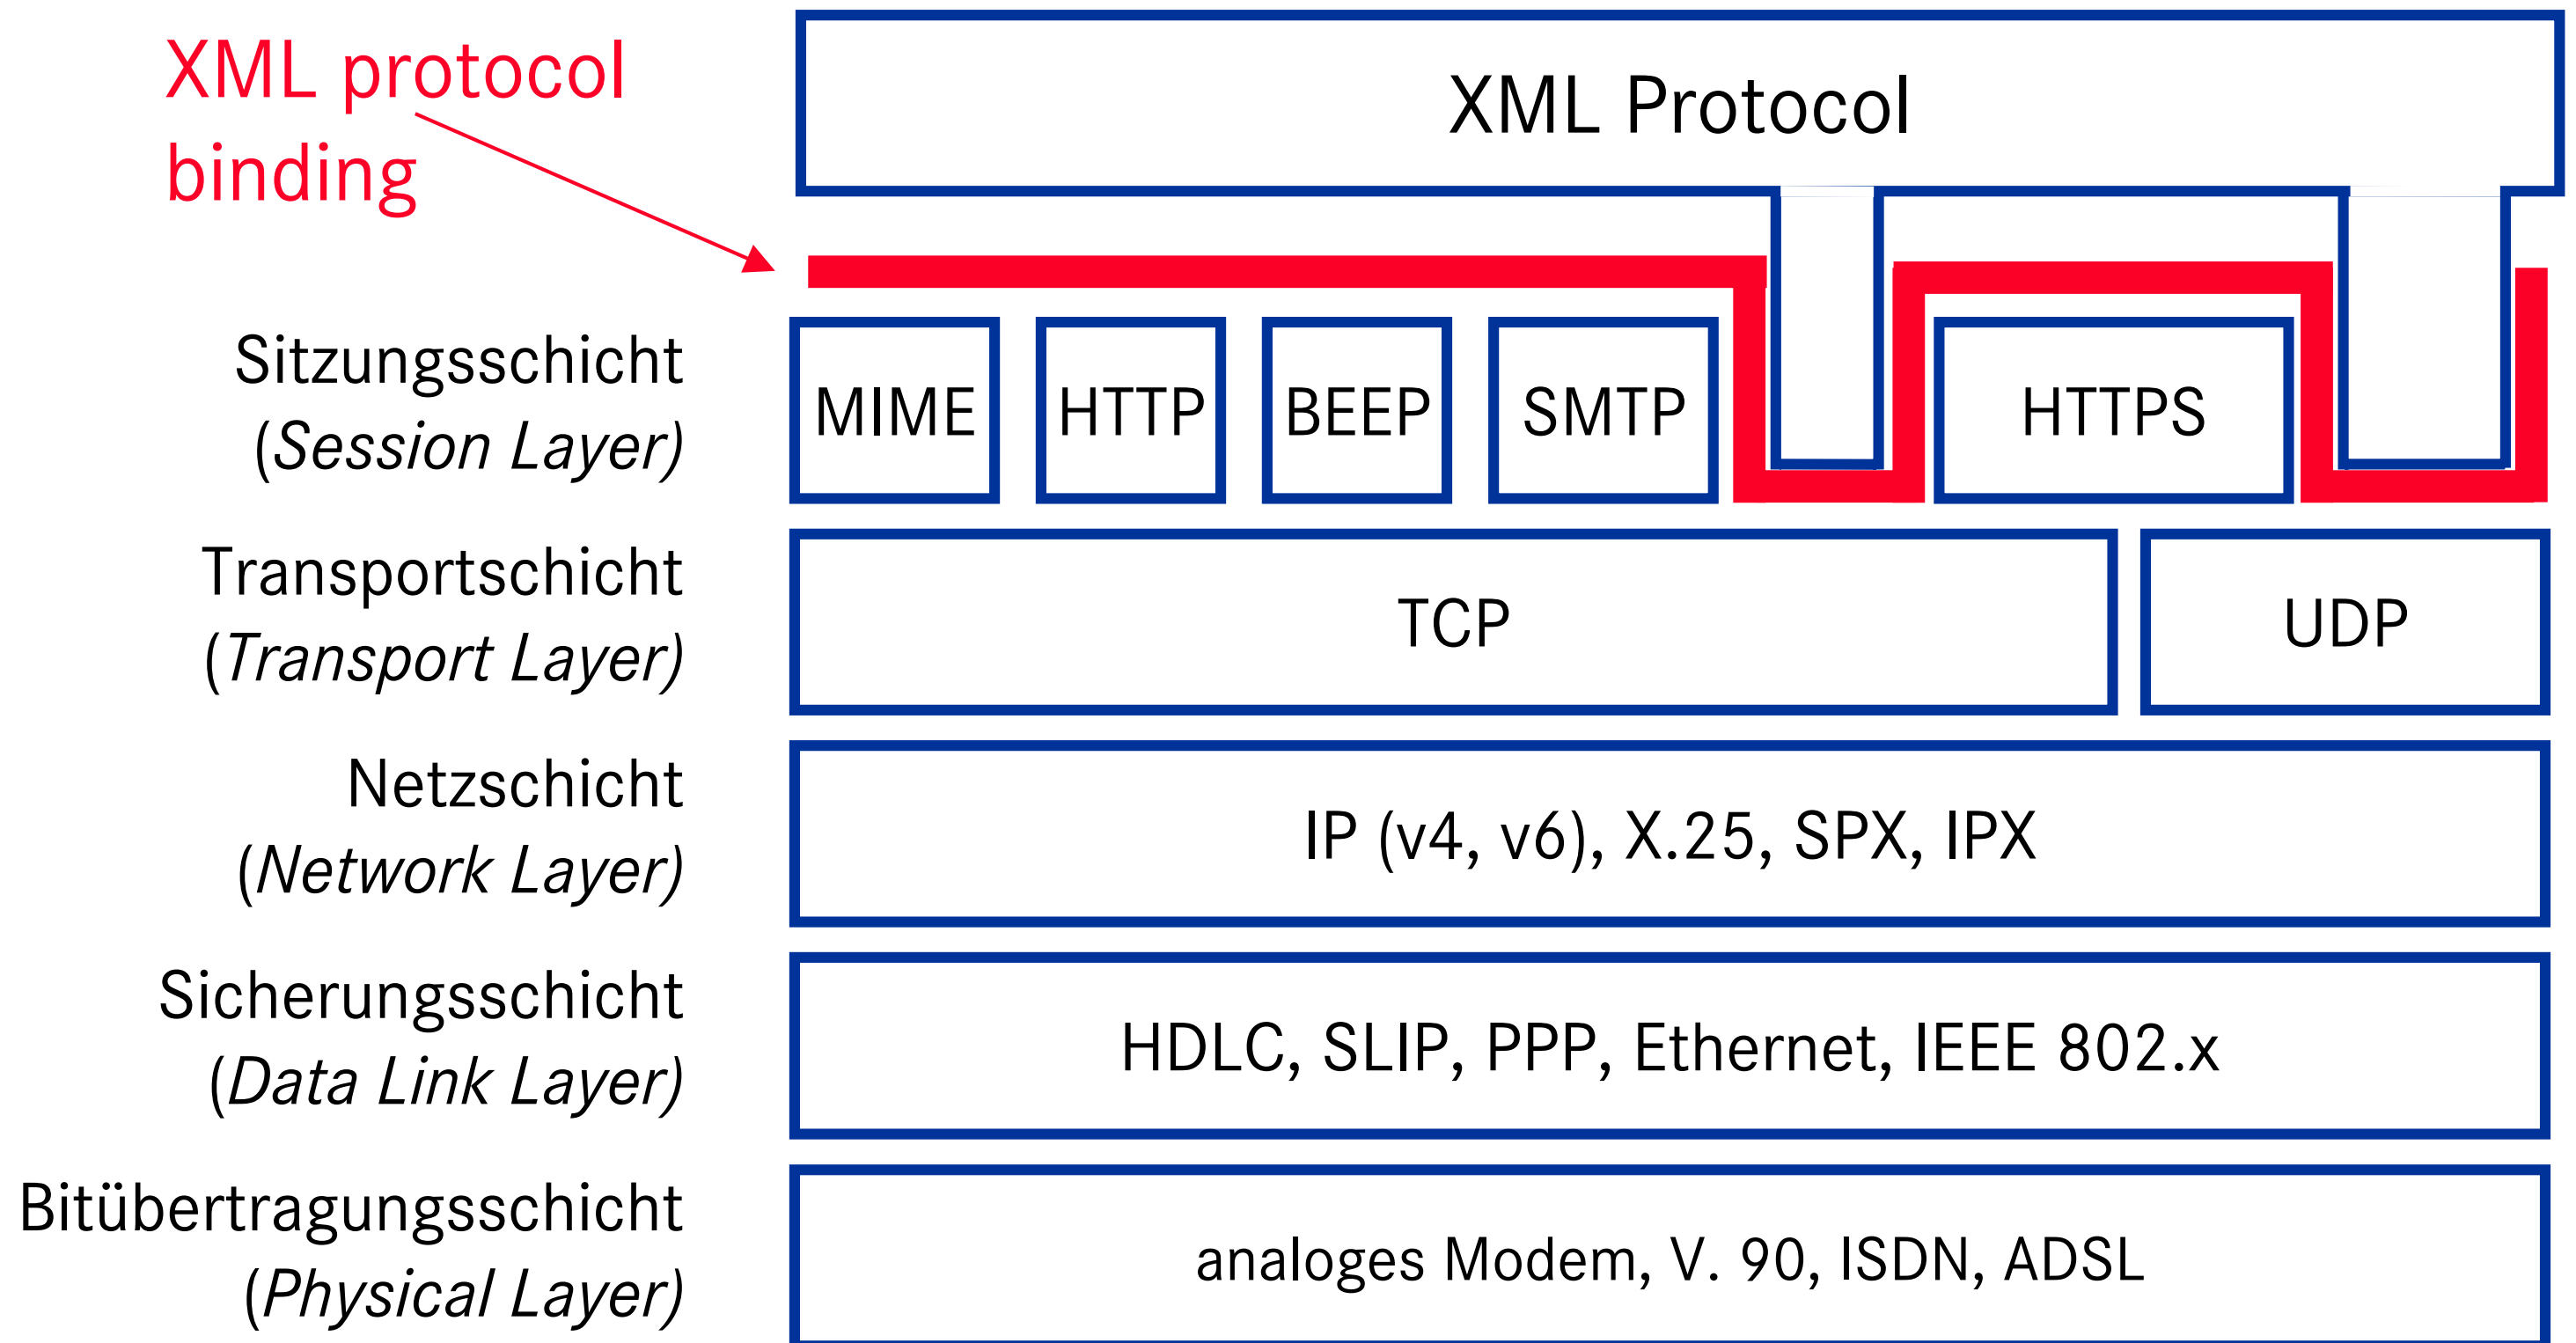 XML protocol
binding
XML Protocol
Sitzungsschicht
(Session Layer)
MIME
HTTP
BEEP
SMTP
HTTPS
Transportschicht
(Transport Layer)
TCP
UDP
Netzschicht
(Network Layer)
IP (v4, v6), X.25, SPX, IPX
Sicherungsschicht
(Data Link Layer)
HDLC, SLIP, PPP, Ethernet, IEEE 802.x
Bitübertragungsschicht
(Physical Layer)
analoges Modem, V. 90, ISDN, ADSL